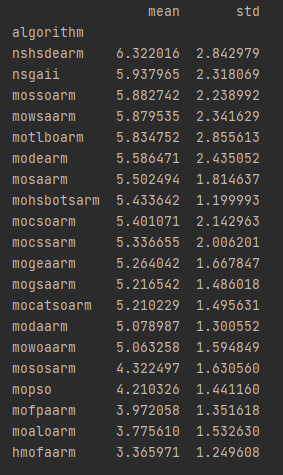 mean std
algorithm
nshsdearm 6.322016 2.842979
nsgaii 5.937965 2.318069
mossoarm 5.882742 2.238992
mowsaarm 5.879535 2.341629
motlboarm 5.834752 2.855613
modearm 5.586471 2.435052
mosaarm 5.502494 1.814637
mohsbotsarm 5.433642 1.199993
mocsoarm 5.401071 2.142963
mocssarm 5.336655 2.006201
mogeaarm 5.264042 1.667847
mogsaarm 5.216542 1.486018
mocatsoarm 5.210229 1.495631
modaarm 5.078987 1.300552
mowoaarm 5.063258 1.594849
mososarm 4.322497 1.630560
mopso 4.210326 1.441160
mofpaarm 3.972058 1.351618
moaloarm 3.775610 1.532630
hmofaarm 3.365971 1.249608